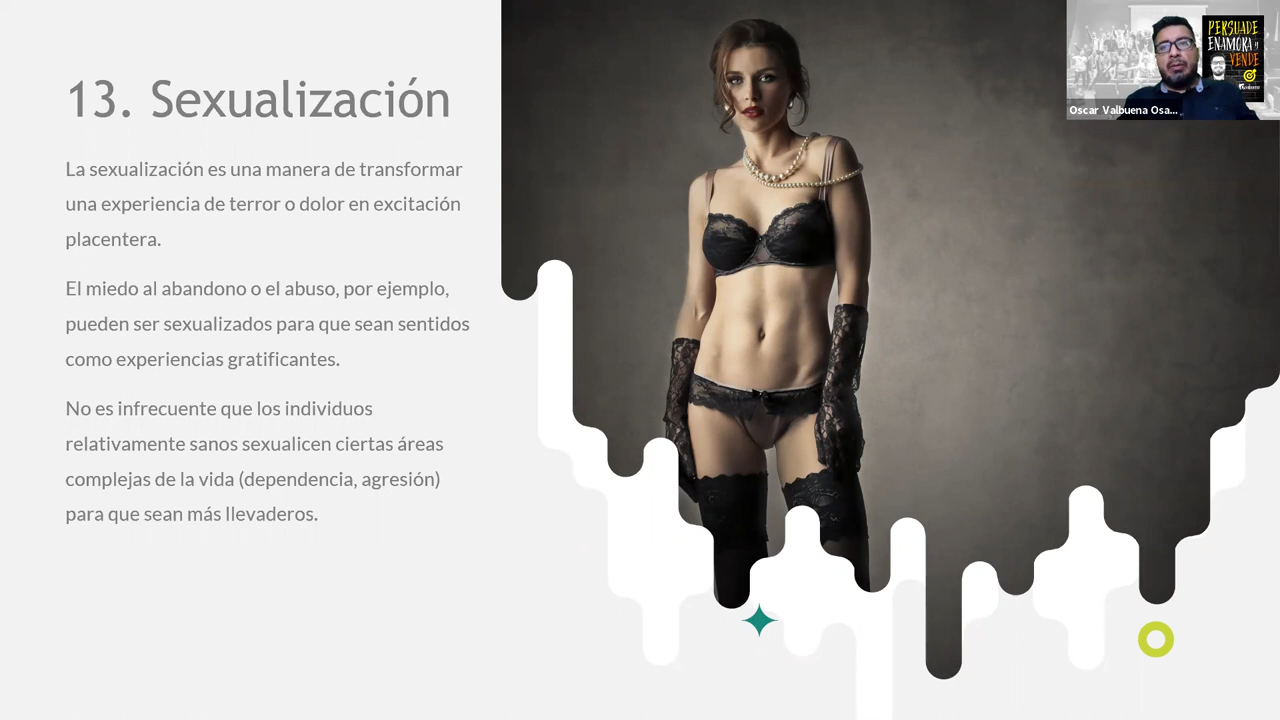 13. Sexualización
La sexualización es una manera de transformar
una experiencia de terror o dolor en excitación
placentera.
El miedo al abandono o el abuso, por ejemplo,
pueden ser sexualizados para que sean sentidos
como experiencias gratificantes.
No es infrecuente que los individuos
relativamente sanos sexualicen ciertas áreas
complejas de la vida (dependencia, agresión)
para que sean más llevaderos.
PERSUADE
ENAMORA y
VENDE
Oscar Valbuena Osa...